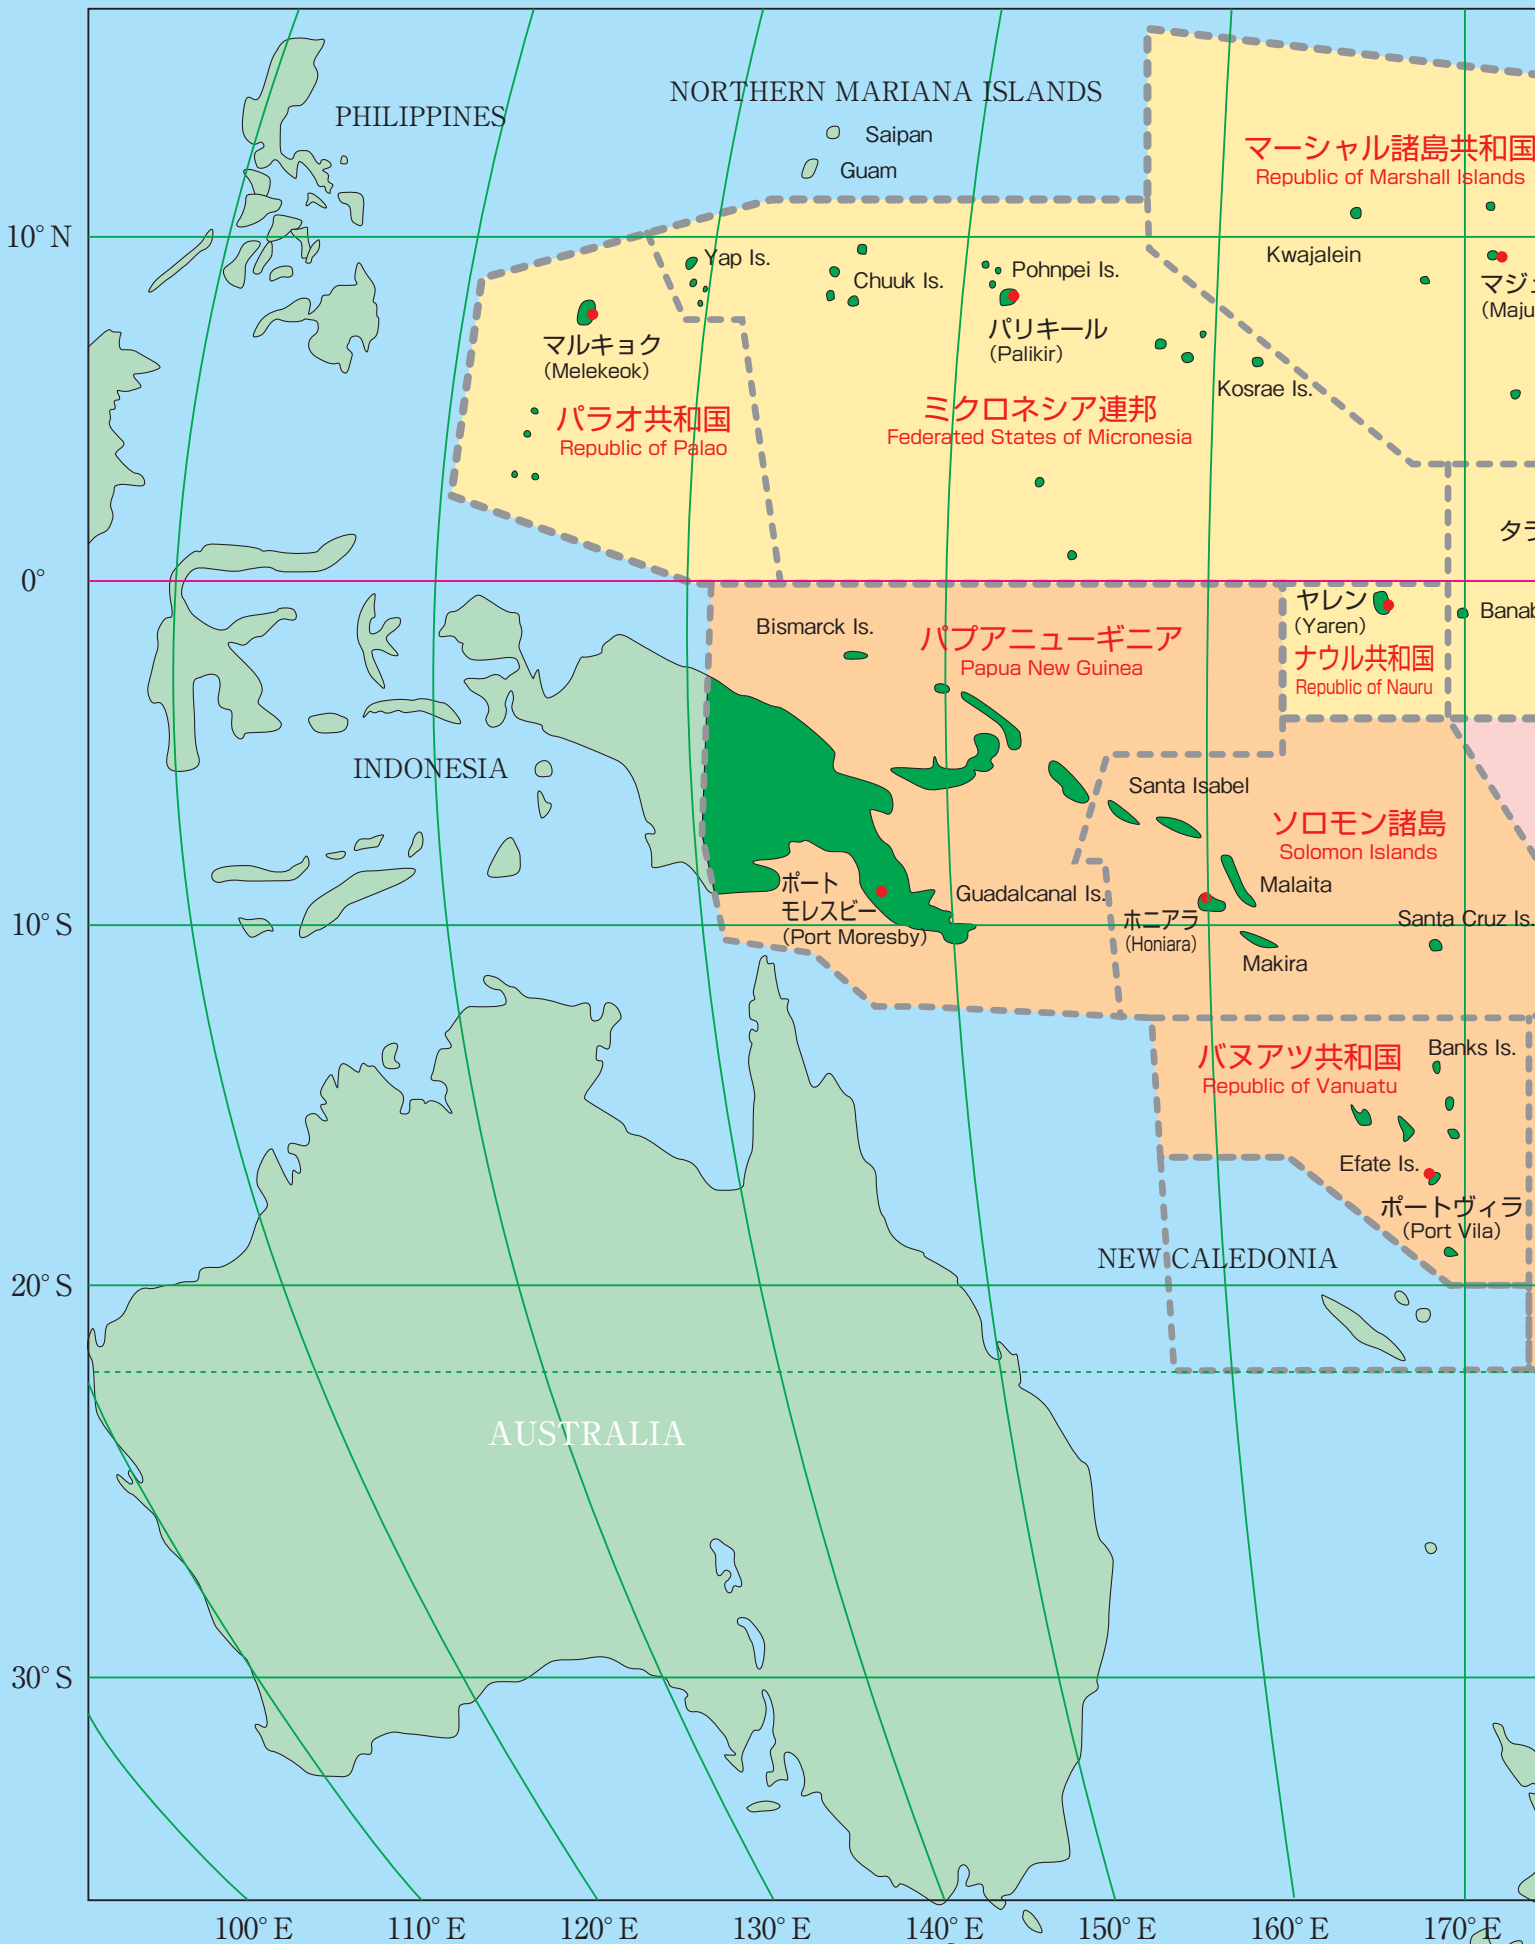 NORTHERN MARIANA ISLANDS
PHILIPPINES
Saipan
Guam
マーシャル諸島共和国
Republic of Marshall Islands
10°N
Kwajalein
Yap Is.
Chuuk Is.
Pohnpei Is.
マジュ
(Maju
マルキョク
(Melekeok)
パリキール
(Palikir)
Kosrae Is.
パラオ共和国
Republic of Palao
ミクロネシア連邦
Federated States of Micronesia
タラ
0°
Bismarck Is.
パプアニューギニア
Papua New Guinea
ヤレン
(Yaren)
ナウル共和国
Republic of Nauru
Banab
INDONESIA
Santa Isabel
ソロモン諸島
Solomon Islands
ポート
モレスビー
(Port Moresby)
Guadalcanal Is.
Malaita
ホニアラ
(Honiara)
Santa Cruz Is.
Makira
10°S
バヌアツ共和国
Republic of Vanuatu
Banks Is.
Efate Is.
ポートヴィラ
(Port Vila)
NEW CALEDONIA
20°S
AUSTRALIA
30°S
100°E
110°E
120°E
130°E
140°E
150°E
160°E
170°E